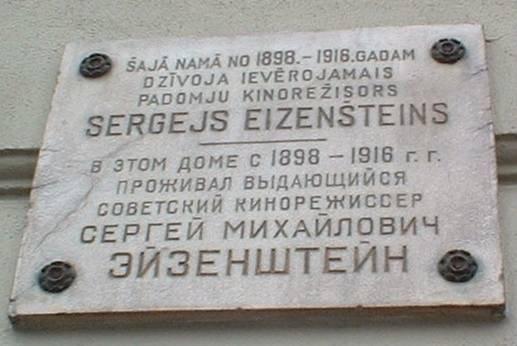 ŠAJĀ NAMĀ NO 1898.-1916.GADAM
DZĪVOJA IEVĒROJAMAIS
PADOMJU KINOREŽISORS
SERGEJS EIZENŠTEINS
В ЭТОМ ДОМЕ С 1898-1916 г. г.
ПРОЖИВАЛ ВЫДАЮЩИЙСЯ
СОВЕТСКИЙ КИНОРЕЖИССЕР
СЕРГЕЙ МИХАЙЛОВИЧ
ЭЙЗЕНШТЕЙН